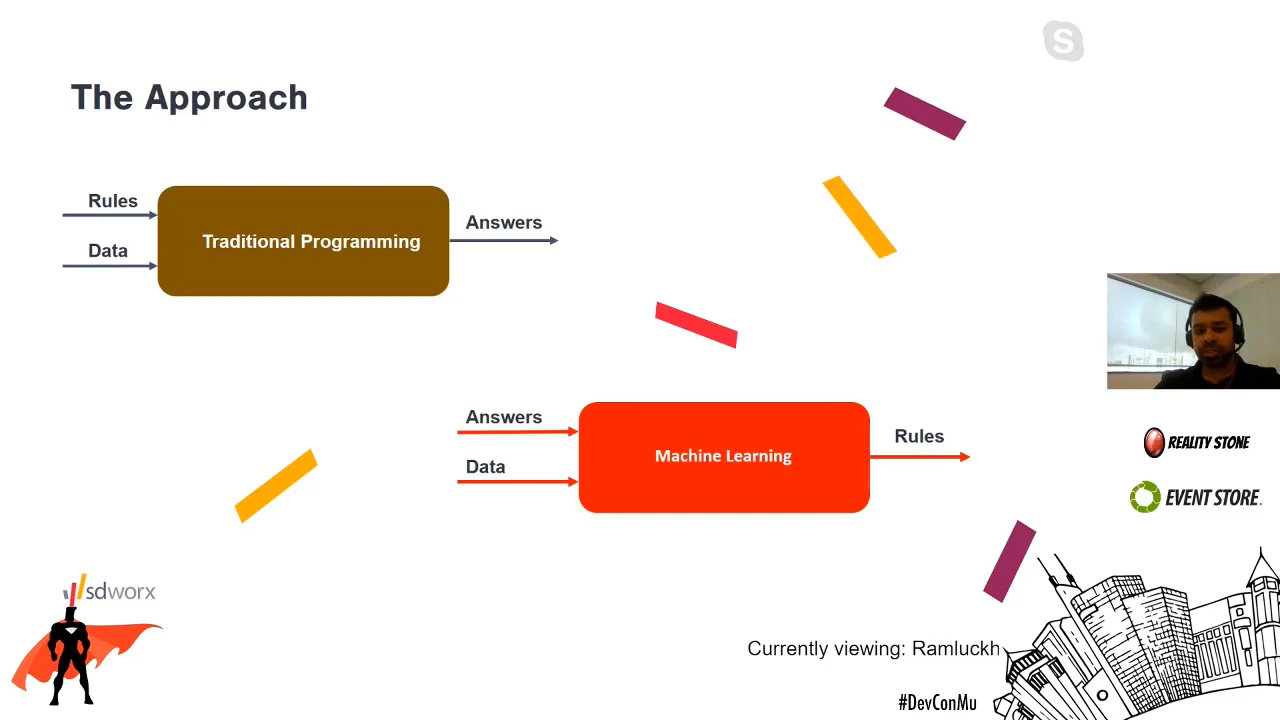 S
The Approach
Rules
Data
Traditional Programming
Answers
Answers
Data
Machine Learning
Rules
REALITY STONE
EVENT STORE.
sdworx
Currently viewing: Ramluckh
#DevConMu